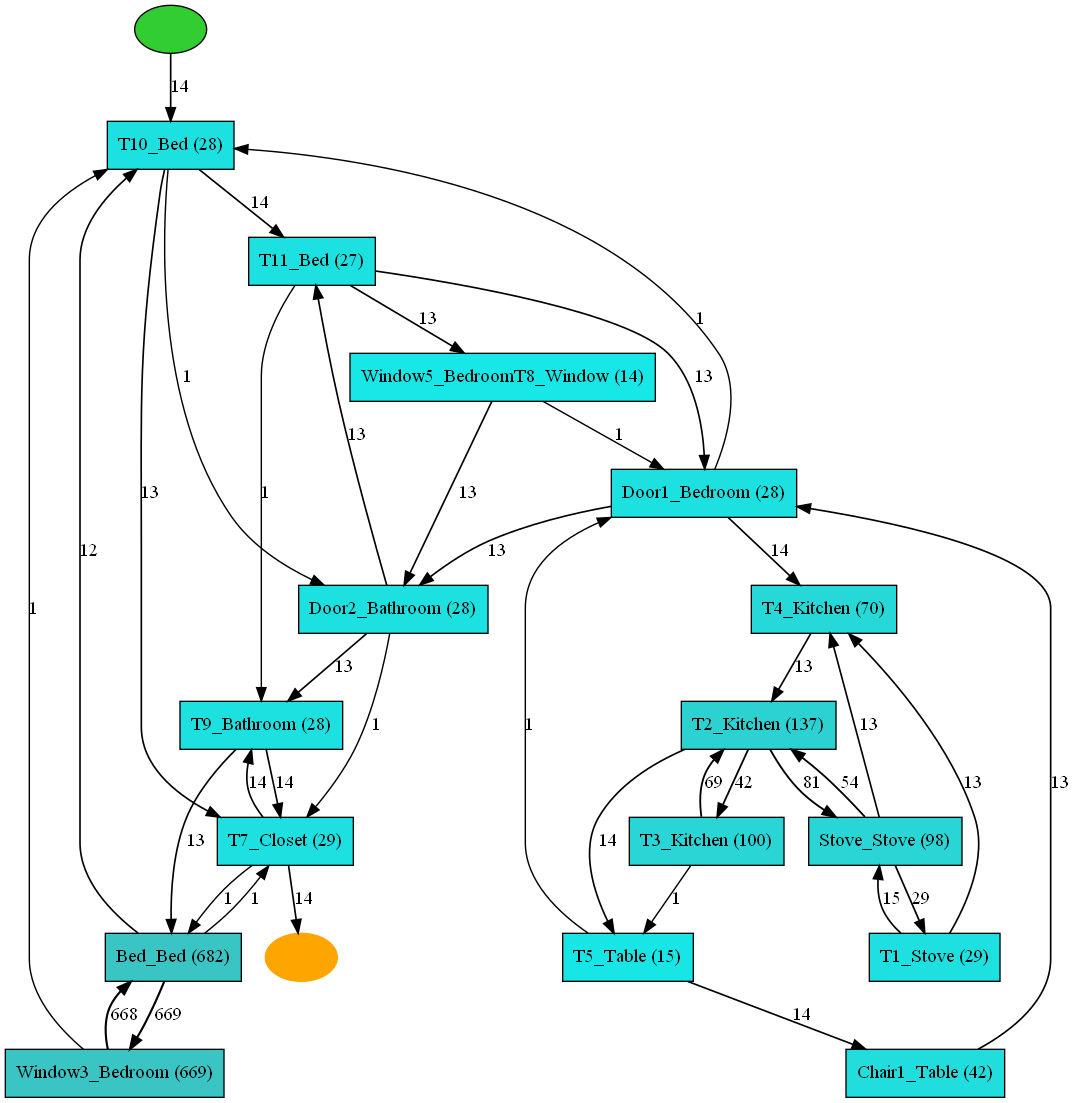 14
T10_Bed (28)
14
T11_Bed (27)
13
Window5_BedroomT8_Window (14)
1
1
13
13
1
13
1
13
Door1_Bedroom (28)
13
1
12
13
14
Door2_Bathroom (28)
T4_Kitchen (70)
1
13
13
T9_Bathroom (28)
T2_Kitchen (137)
1
1
13
13
14
14
69
42
81
54
13
13
14
T7_Closet (29)
T3_Kitchen (100)
Stove_Stove (98)
1
1
14
1
15
29
Bed_Bed (682)
T5_Table (15)
T1_Stove (29)
668
669
14
Window3_Bedroom (669)
Chair1_Table (42)